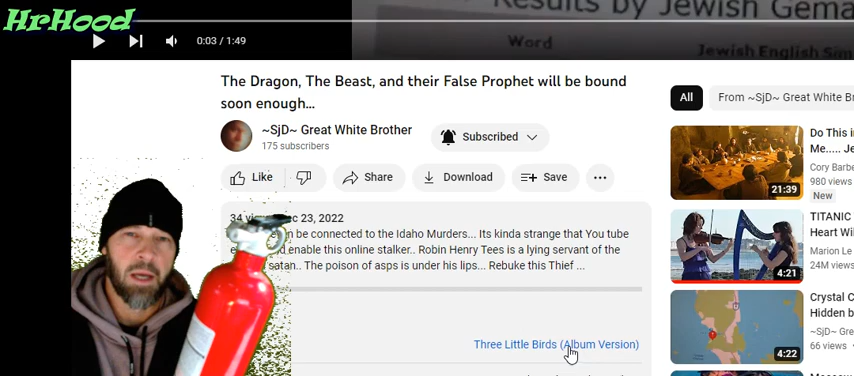 HrHood
Results by Jewish Gema
0:03 / 1:49
Word
Jewish English Sim
The Dragon, The Beast, and their False Prophet will be bound
soon enough...
~SjD~ Great White Brother
175 subscribers
Subscribed
Like
Share
Download
Save
34 vi
ec 23, 2022
n be connected to the Idaho Murders... Its kinda strange that You tube
enable this online stalker.. Robin Henry Tees is a lying servant of the
satan.. The poison of asps is under his lips... Rebuke this Thief ...
Three Little Birds (Album Version)
All
From ~SjD~ Great White Br
21:39
Do This i
Me..... Je
Cory Barbe
980 views
New
4:21
TITANIC
Heart Wi
Marion Le
24M views
4:22
Crystal C
Hidden b
~SjD~ Gre
66 views